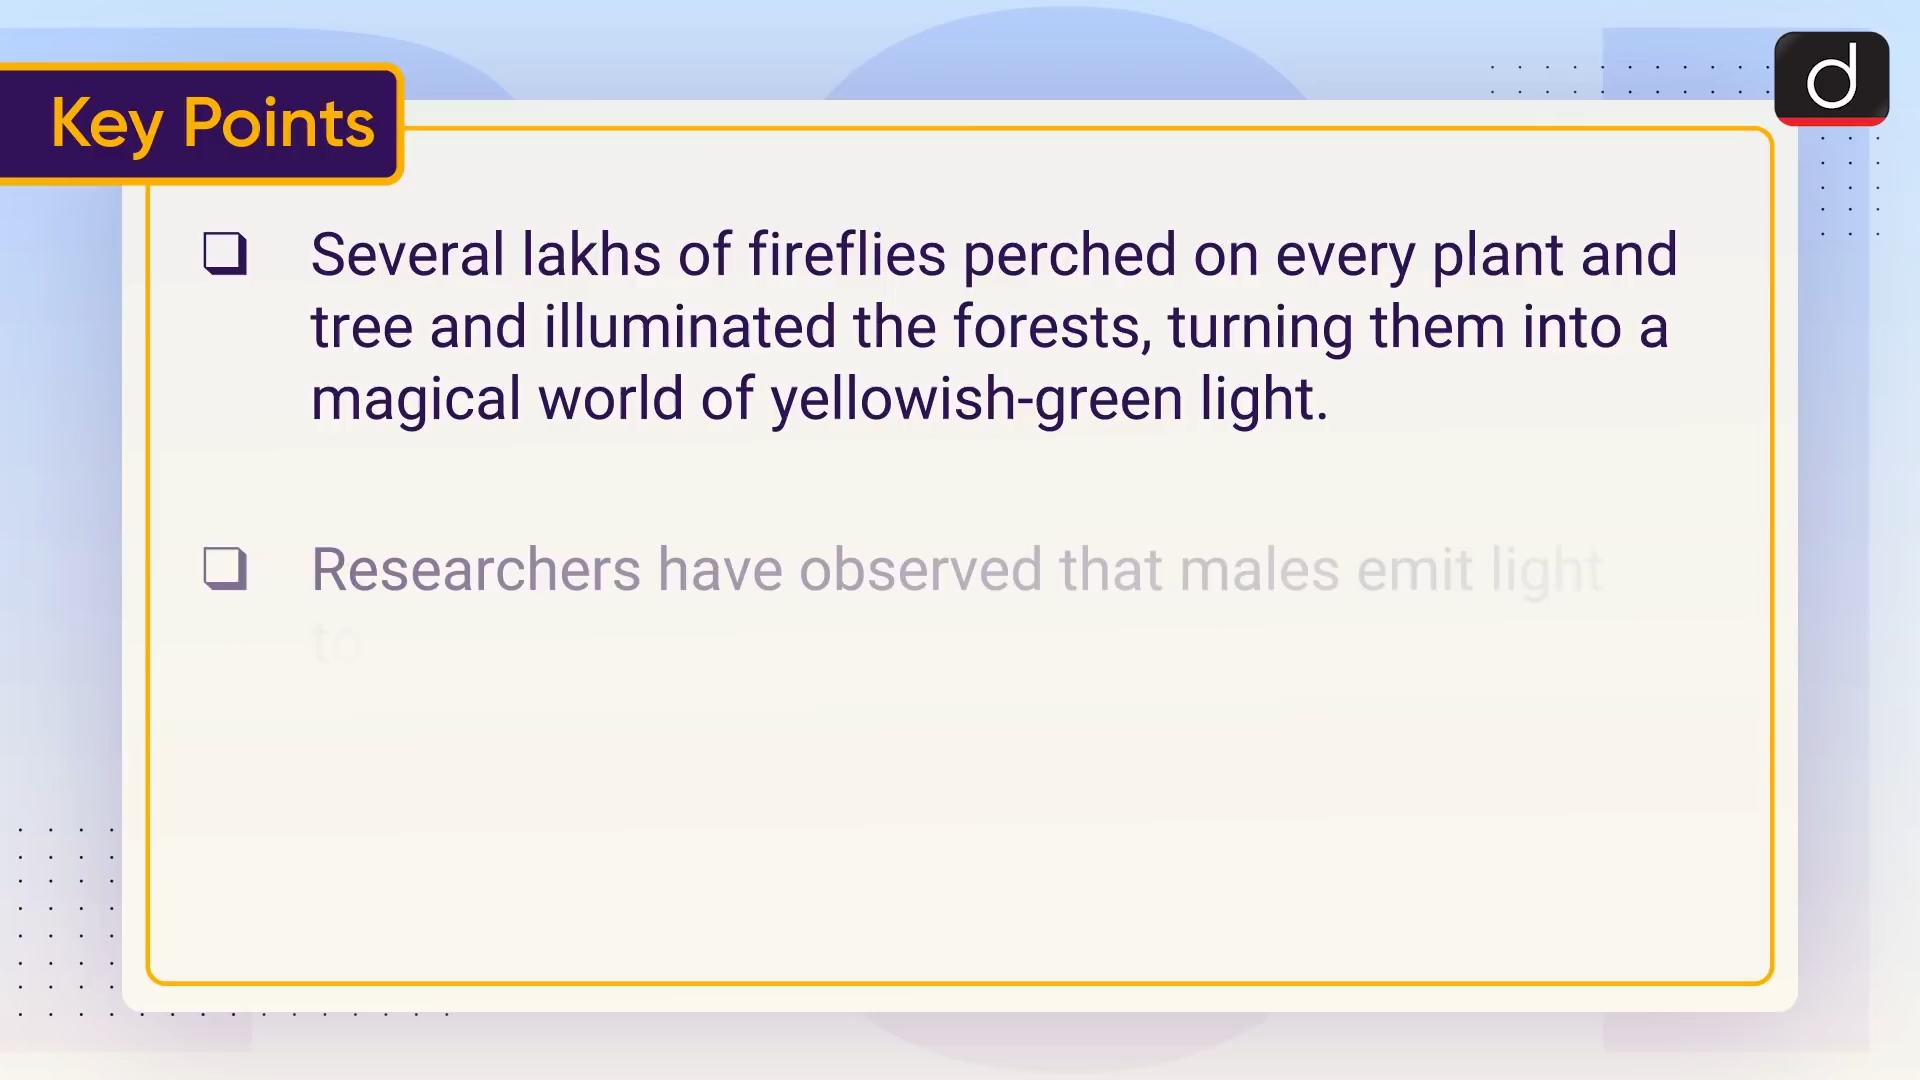 Key Points
d
❑ Several lakhs of fireflies perched on every plant and
tree and illuminated the forests, turning them into a
magical world of yellowish-green light.
❑ Researchers have observed that males emit light
to